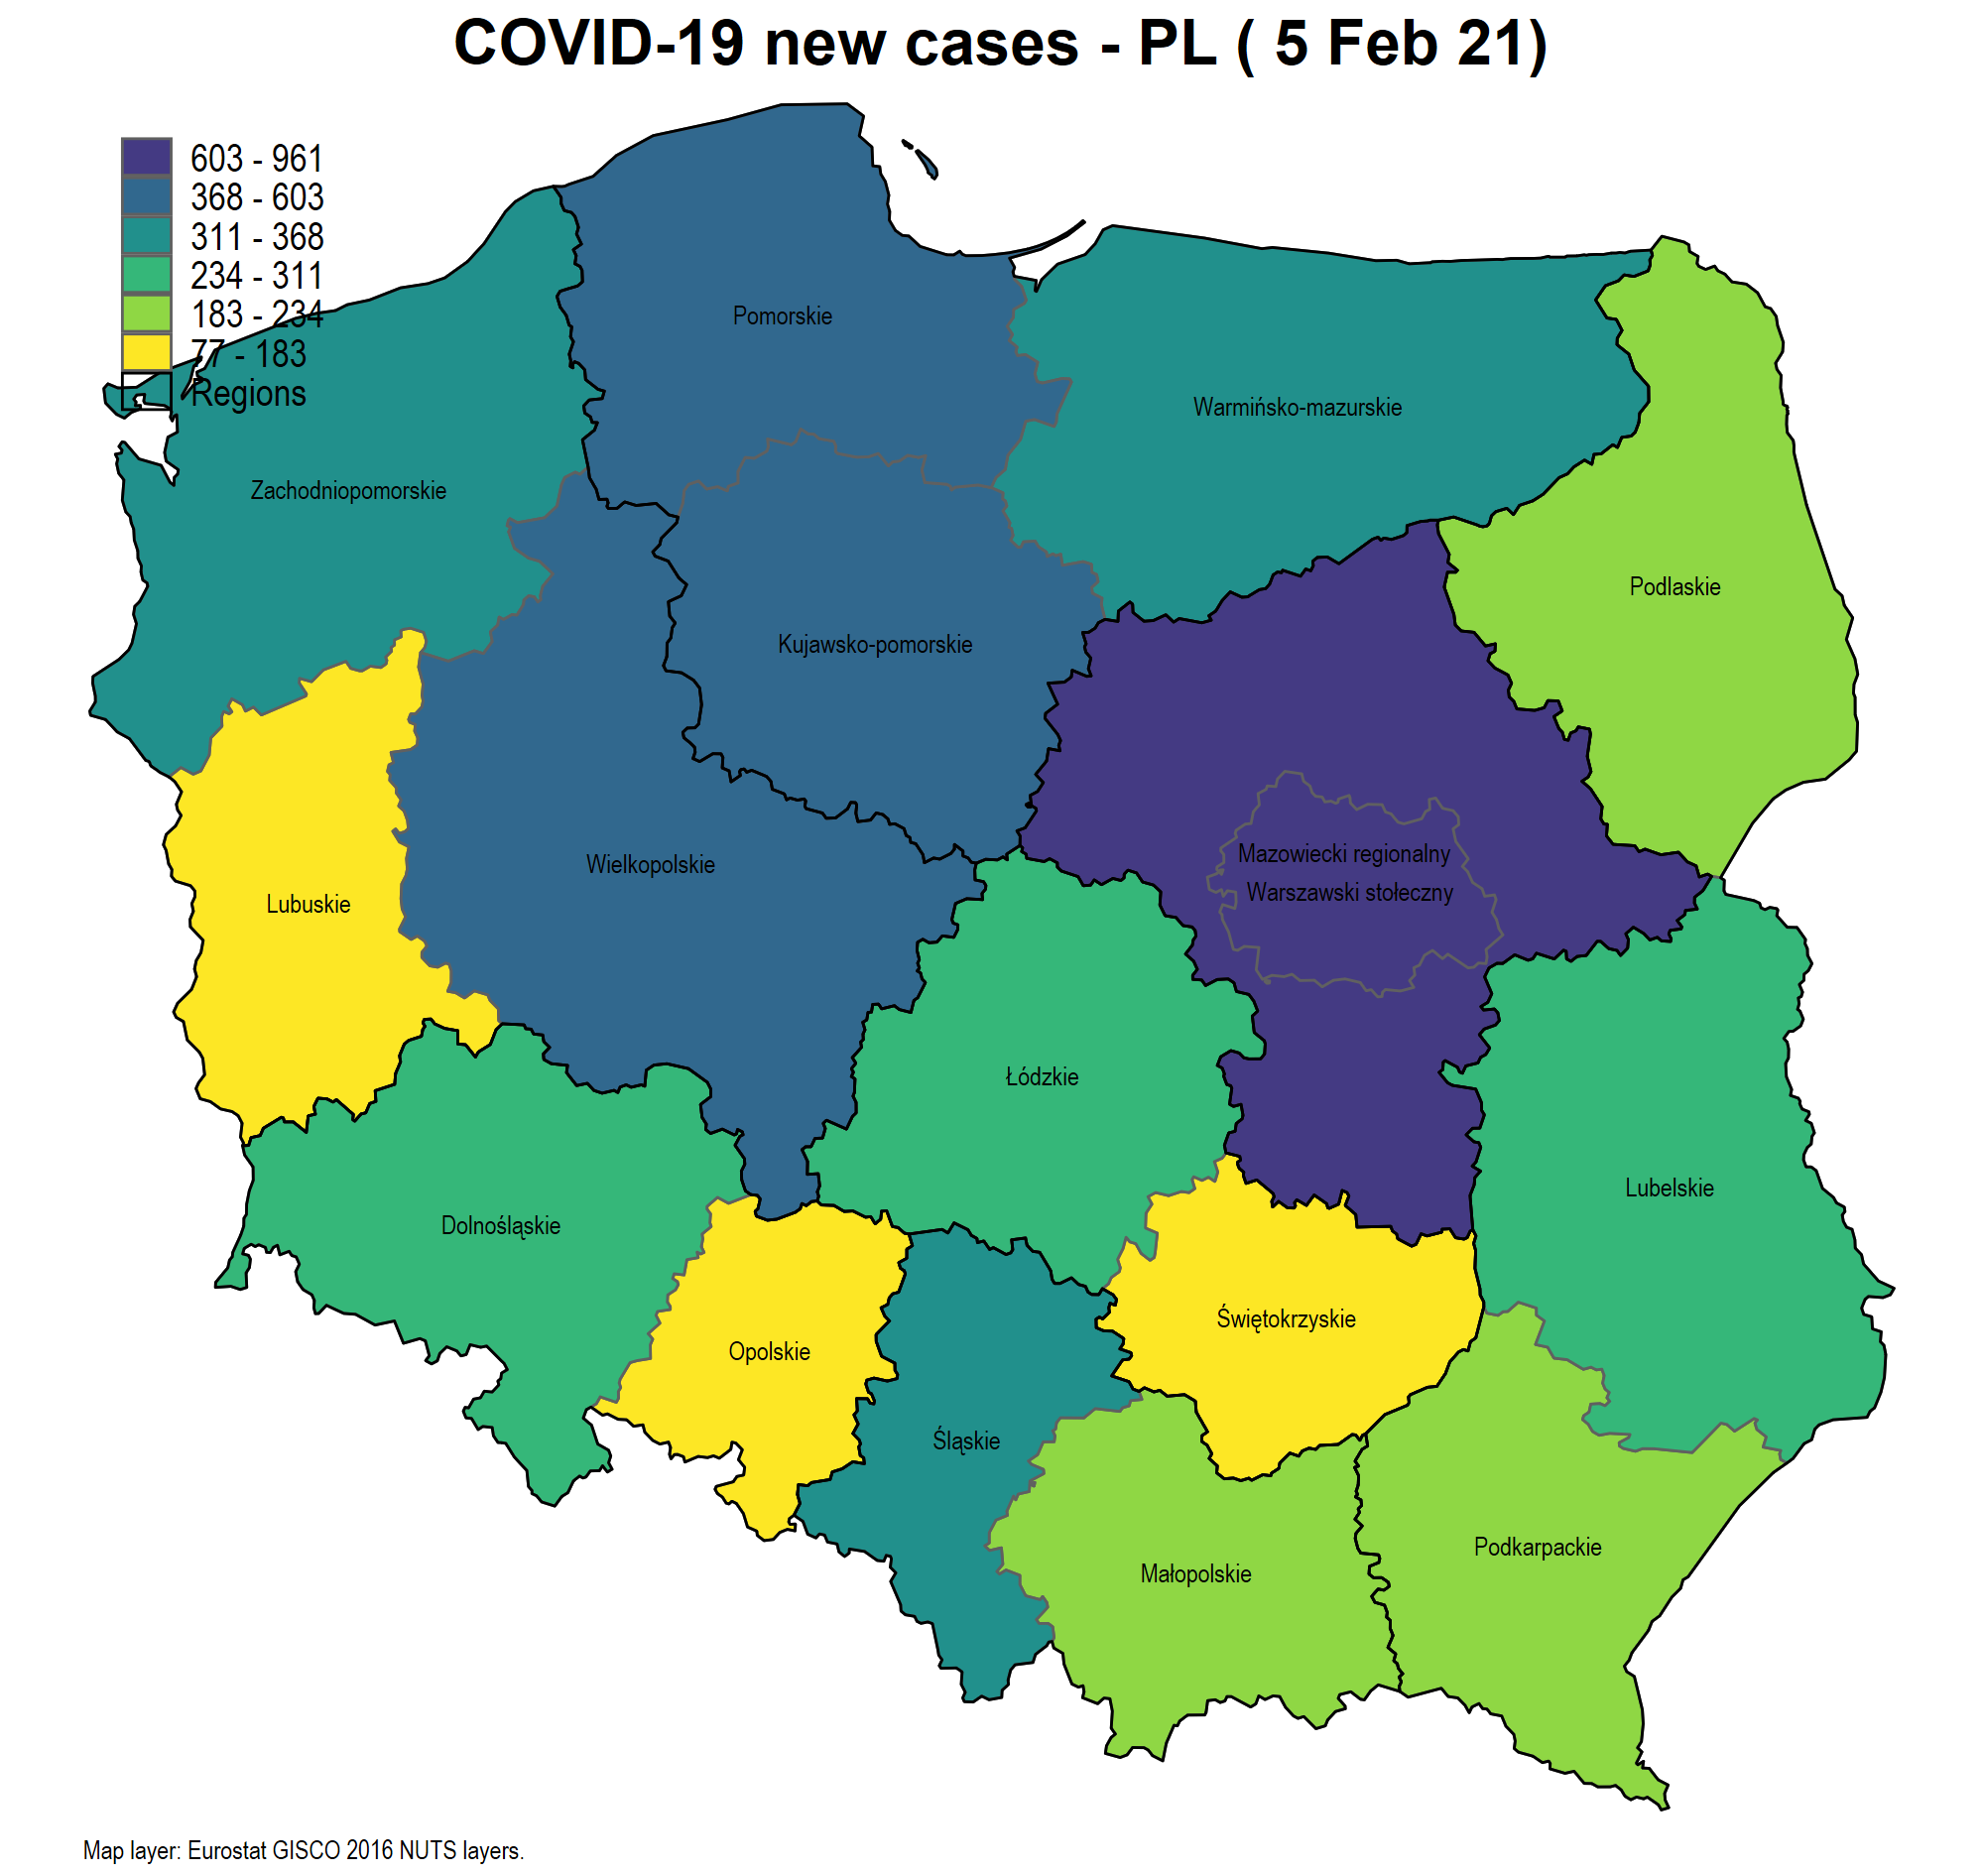 COVID-19 new cases - PL ( 5 Feb 21)
603 - 961
368 - 603
311 - 368
234 - 311
183 - 234
77 - 183
Regions
Pomorskie
Warmińsko-mazurskie
Zachodniopomorskie
Podlaskie
Kujawsko-pomorskie
Mazowiecki regionalny
Wielkopolskie
Warszawski stołeczny
Lubuskie
Łódzkie
Lubelskie
Dolnośląskie
Świętokrzyskie
Opolskie
Śląskie
Podkarpackie
Małopolskie
Map layer: Eurostat GISCO 2016 NUTS layers.